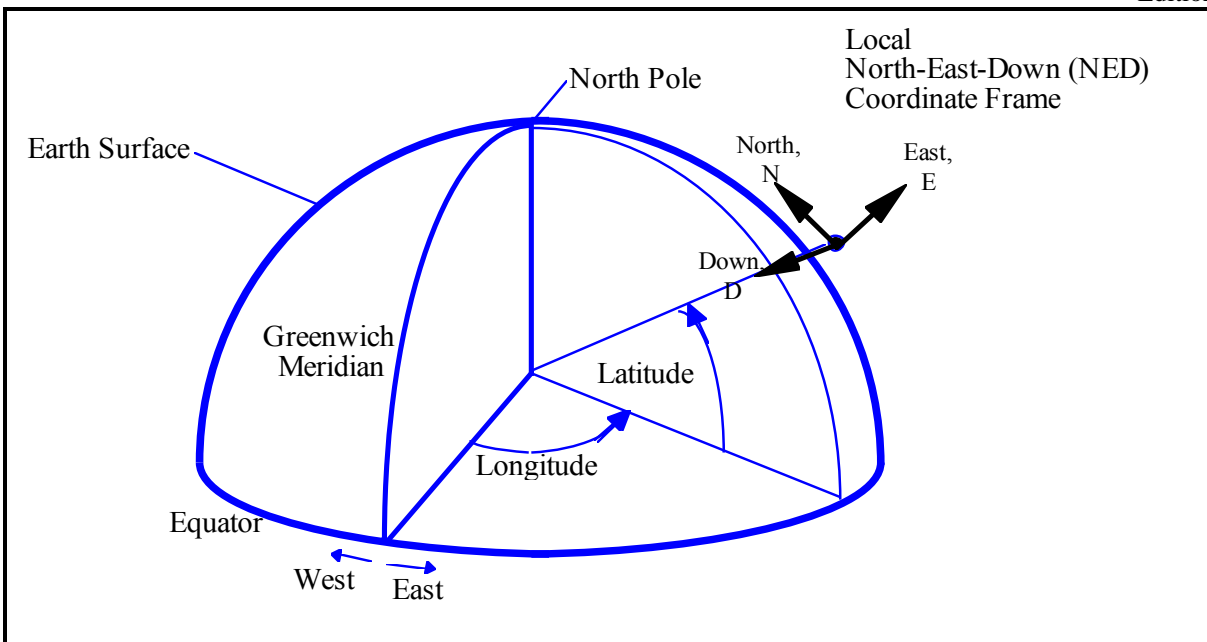 Local
North-East-Down (NED)
Coordinate Frame
North Pole
Earth Surface
North,
N
East,
E
Down,
D
Greenwich
Meridian
Latitude
Longitude
Equator
West
East